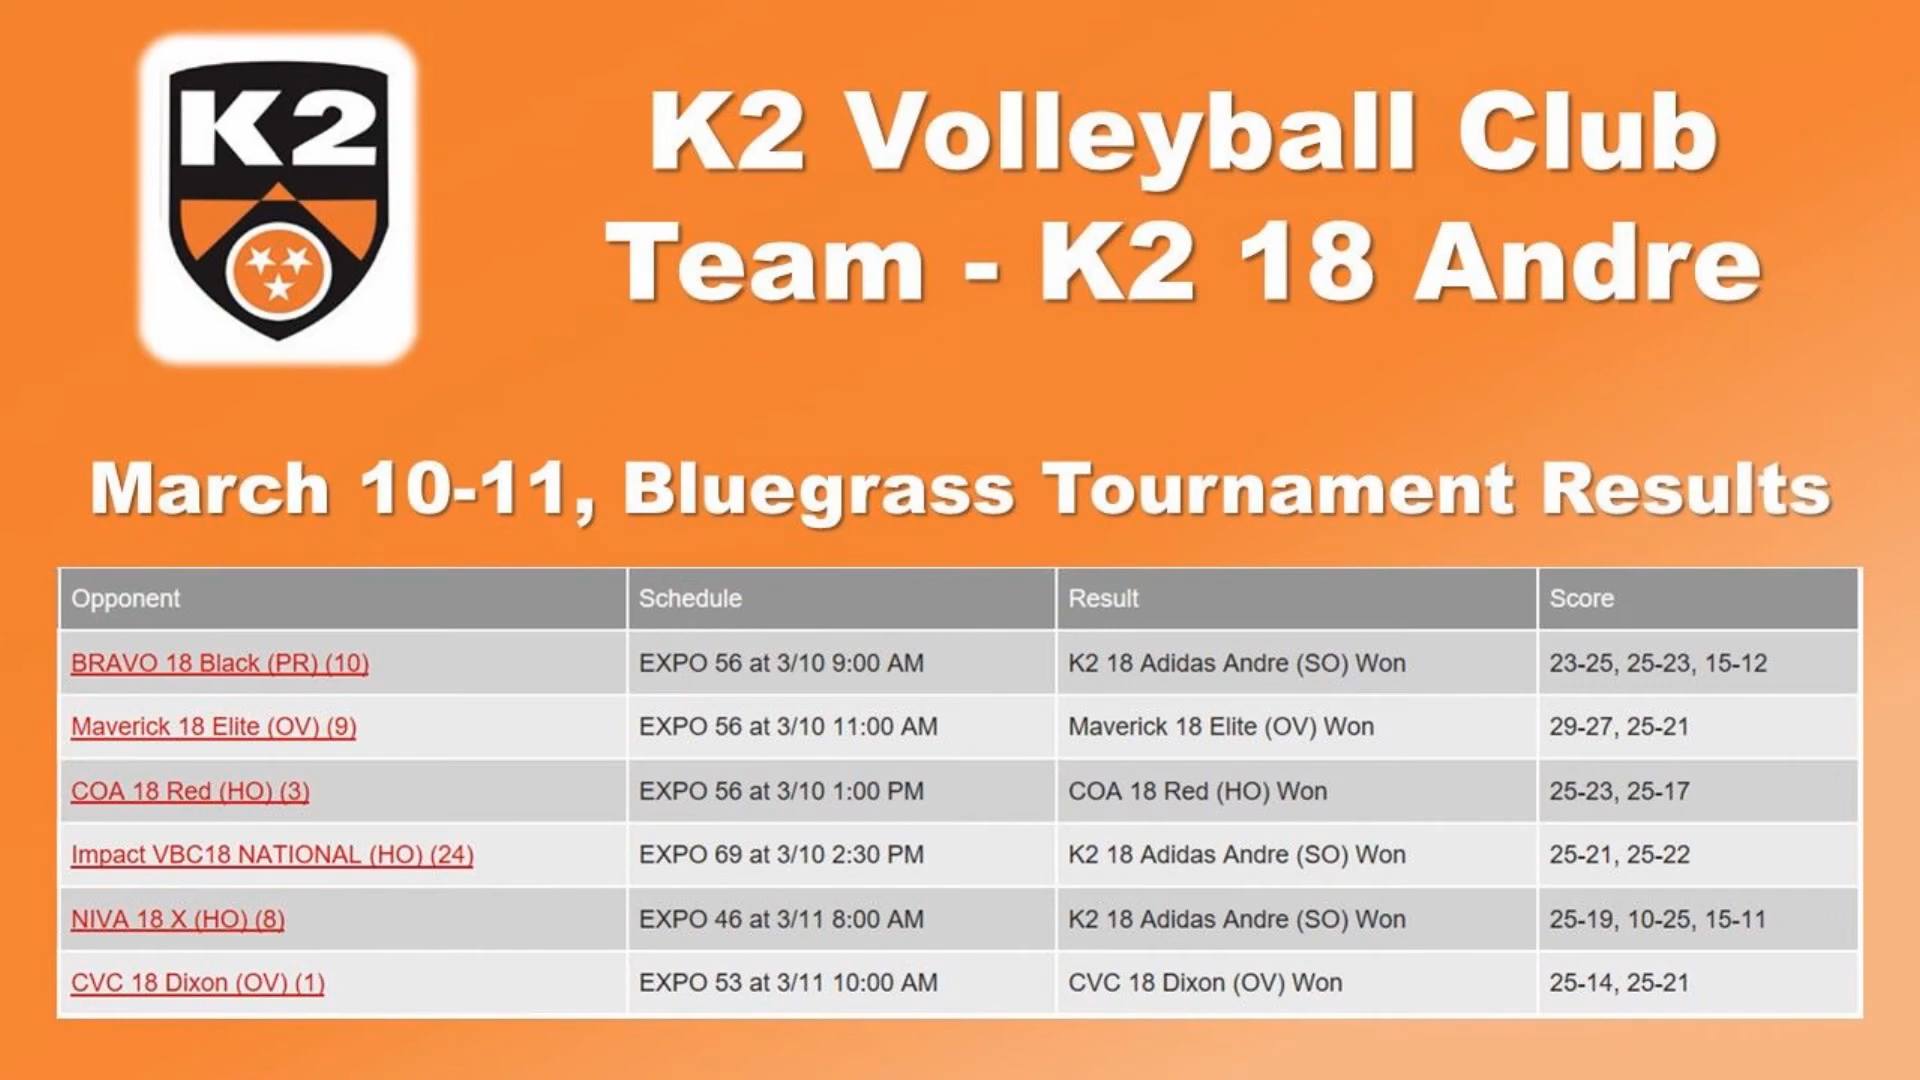 K2
K2 Volleyball Club
Team - K2 18 Andre
March 10-11, Bluegrass Tournament Results
Opponent Schedule Result Score
BRAVO 18 Black (PR) (10) EXPO 56 at 3/10 9:00 AM K2 18 Adidas Andre (SO) Won 23-25, 25-23, 15-12
Maverick 18 Elite (OV) (9) EXPO 56 at 3/10 11:00 AM Maverick 18 Elite (OV) Won 29-27, 25-21
COA 18 Red (HO) (3) EXPO 56 at 3/10 1:00 PM COA 18 Red (HO) Won 25-23, 25-17
Impact VBC18 NATIONAL (HO) (24) EXPO 69 at 3/10 2:30 PM K2 18 Adidas Andre (SO) Won 25-21, 25-22
NIVA 18 X (HO) (8) EXPO 46 at 3/11 8:00 AM K2 18 Adidas Andre (SO) Won 25-19, 10-25, 15-11
CVC 18 Dixon (OV) (1) EXPO 53 at 3/11 10:00 AM CVC 18 Dixon (OV) Won 25-14, 25-21